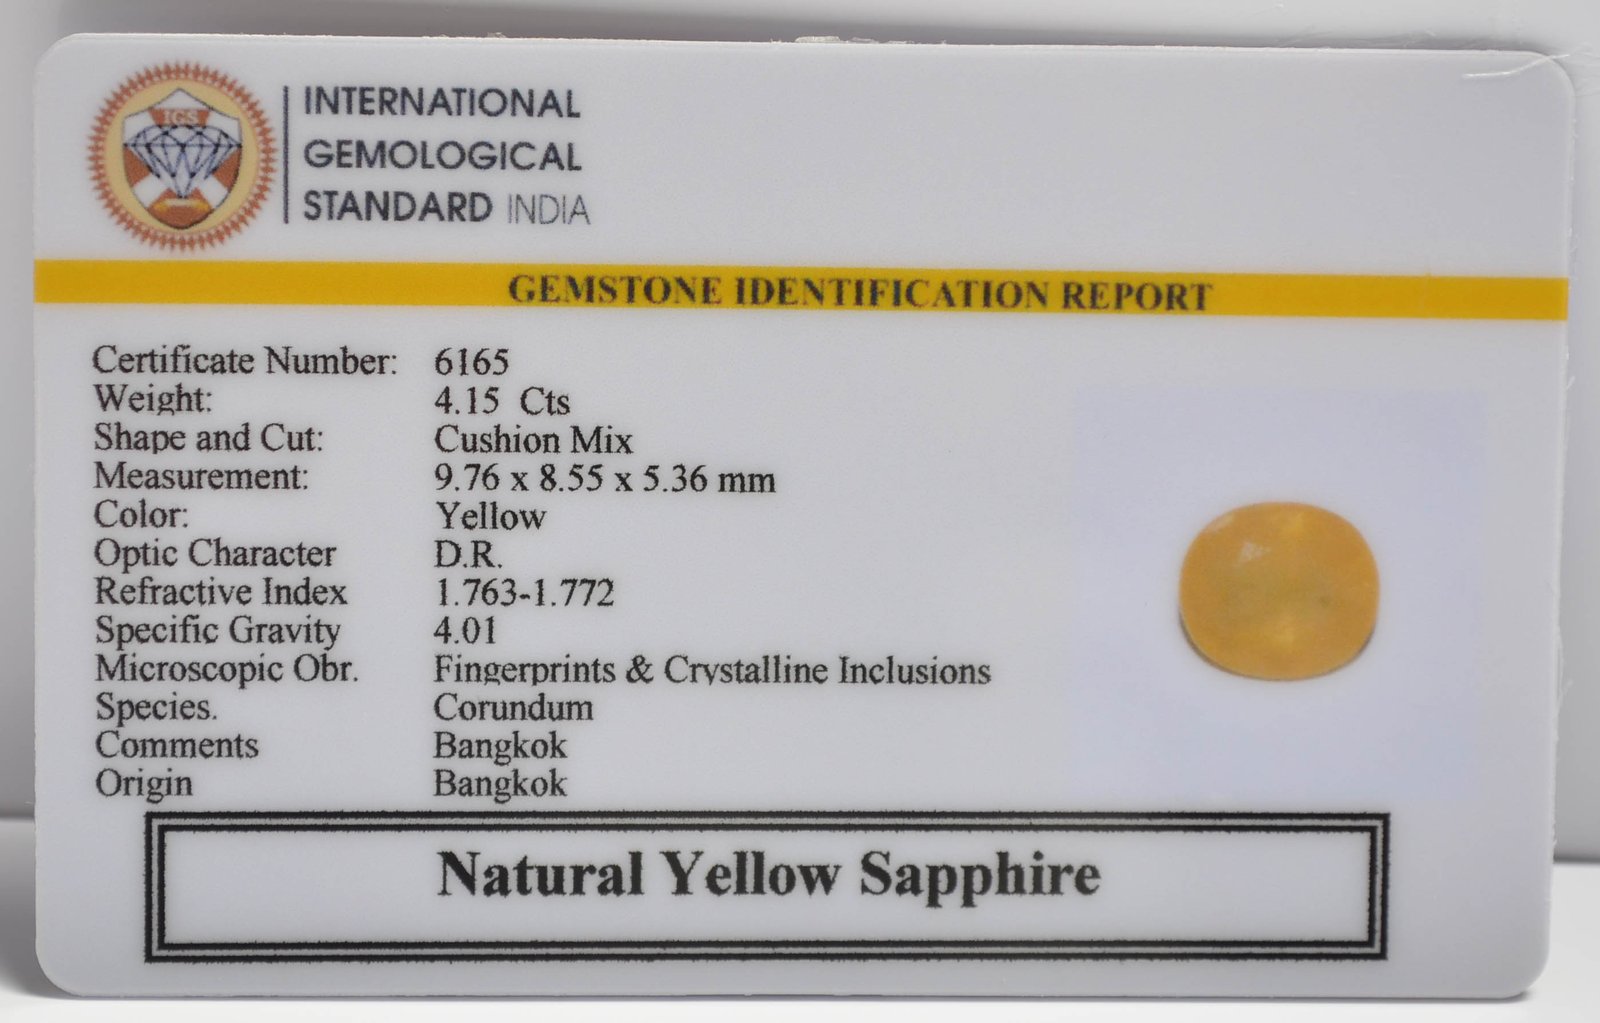 IGS
INTERNATIONAL
GEMOLOGICAL
STANDARD INDIA
GEMSTONE IDENTIFICATION REPORT
Certificate Number: 6165
Weight: 4.15 Cts
Shape and Cut: Cushion Mix
Measurement: 9.76 x 8.55 x 5.36 mm
Color: Yellow
Optic Character D.R.
Refractive Index 1.763-1.772
Specific Gravity 4.01
Microscopic Obr. Fingerprints & Crystalline Inclusions
Species. Corundum
Comments Bangkok
Origin Bangkok
Natural Yellow Sapphire